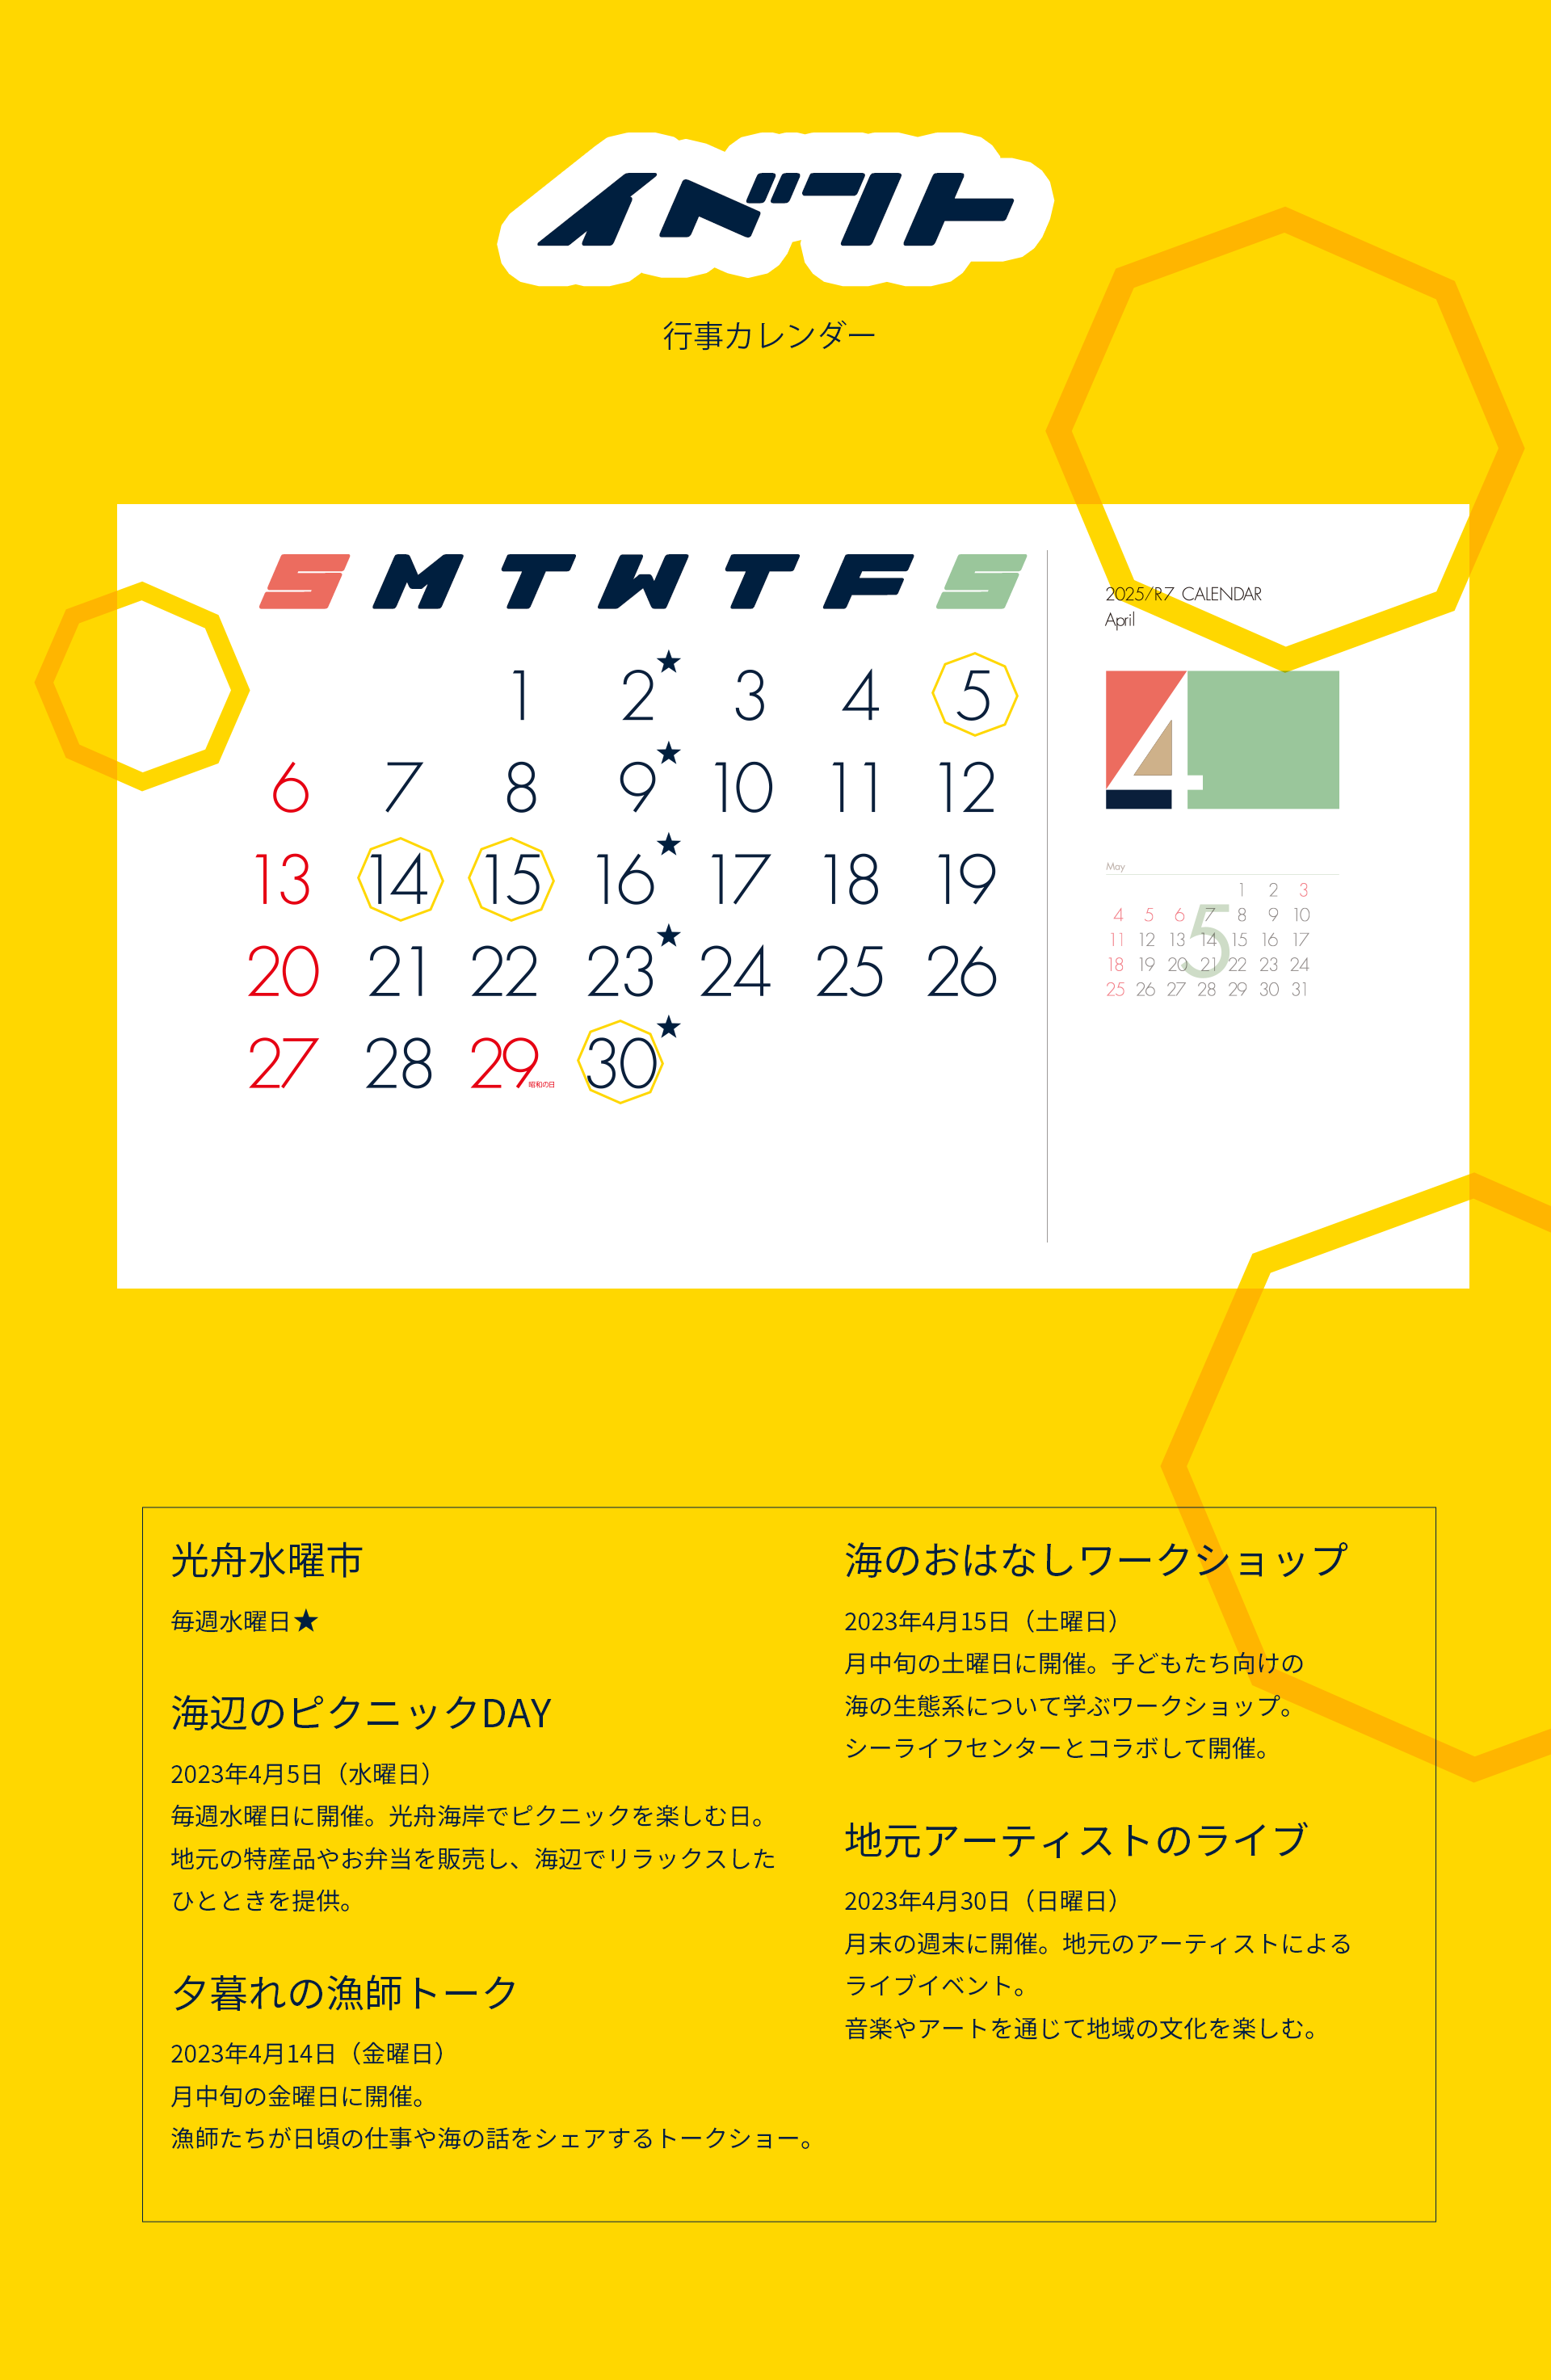 イベント
行事カレンダー
S M T W T F S
1 2★ 3 4 5
6 7 8 9★ 10 11 12
13 14 15 16★ 17 18 19
20 21 22 23★ 24 25 26
27 28 29 昭和の日 30★
2025/R7 CALENDAR
April
4
May
5
1 2 3
4 5 6 7 8 9 10
11 12 13 14 15 16 17
18 19 20 21 22 23 24
25 26 27 28 29 30 31
光舟水曜市
毎週水曜日★
海辺のピクニックDAY
2023年4月5日（水曜日）
毎週水曜日に開催。光舟海岸でピクニックを楽しむ日。
地元の特産品やお弁当を販売し、海辺でリラックスした
ひとときを提供。
夕暮れの漁師トーク
2023年4月14日（金曜日）
月中旬の金曜日に開催。
漁師たちが日頃の仕事や海の話をシェアするトークショー。
海のおはなしワークショップ
2023年4月15日（土曜日）
月中旬の土曜日に開催。子どもたち向けの
海の生態系について学ぶワークショップ。
シーライフセンターとコラボして開催。
地元アーティストのライブ
2023年4月30日（日曜日）
月末の週末に開催。地元のアーティストによる
ライブイベント。
音楽やアートを通じて地域の文化を楽しむ。